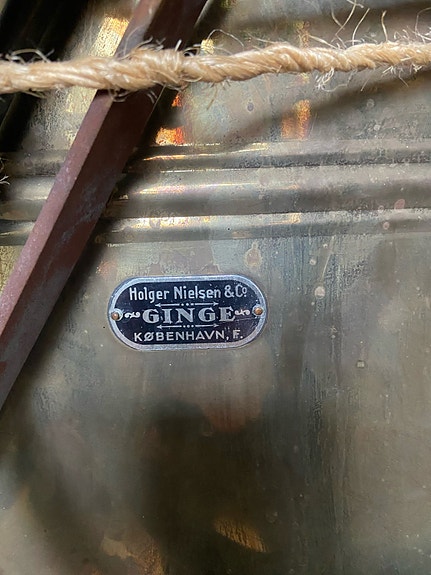 Holger Nielsen & Co
GINGE
KØBENHAVN, F.